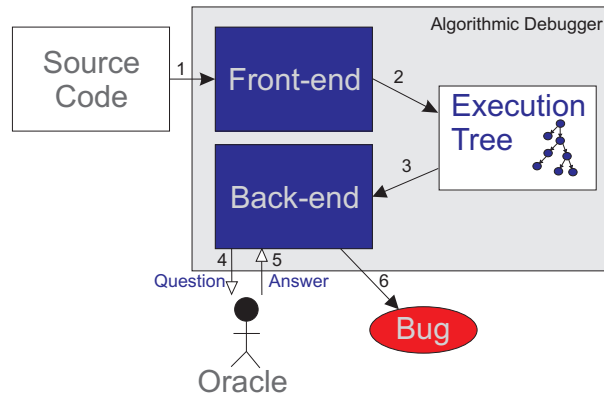 Algorithmic Debugger
Source
Code
1
Front-end
2
Execution
Tree
3
Back-end
4
5
6
Question
Answer
Bug
Oracle